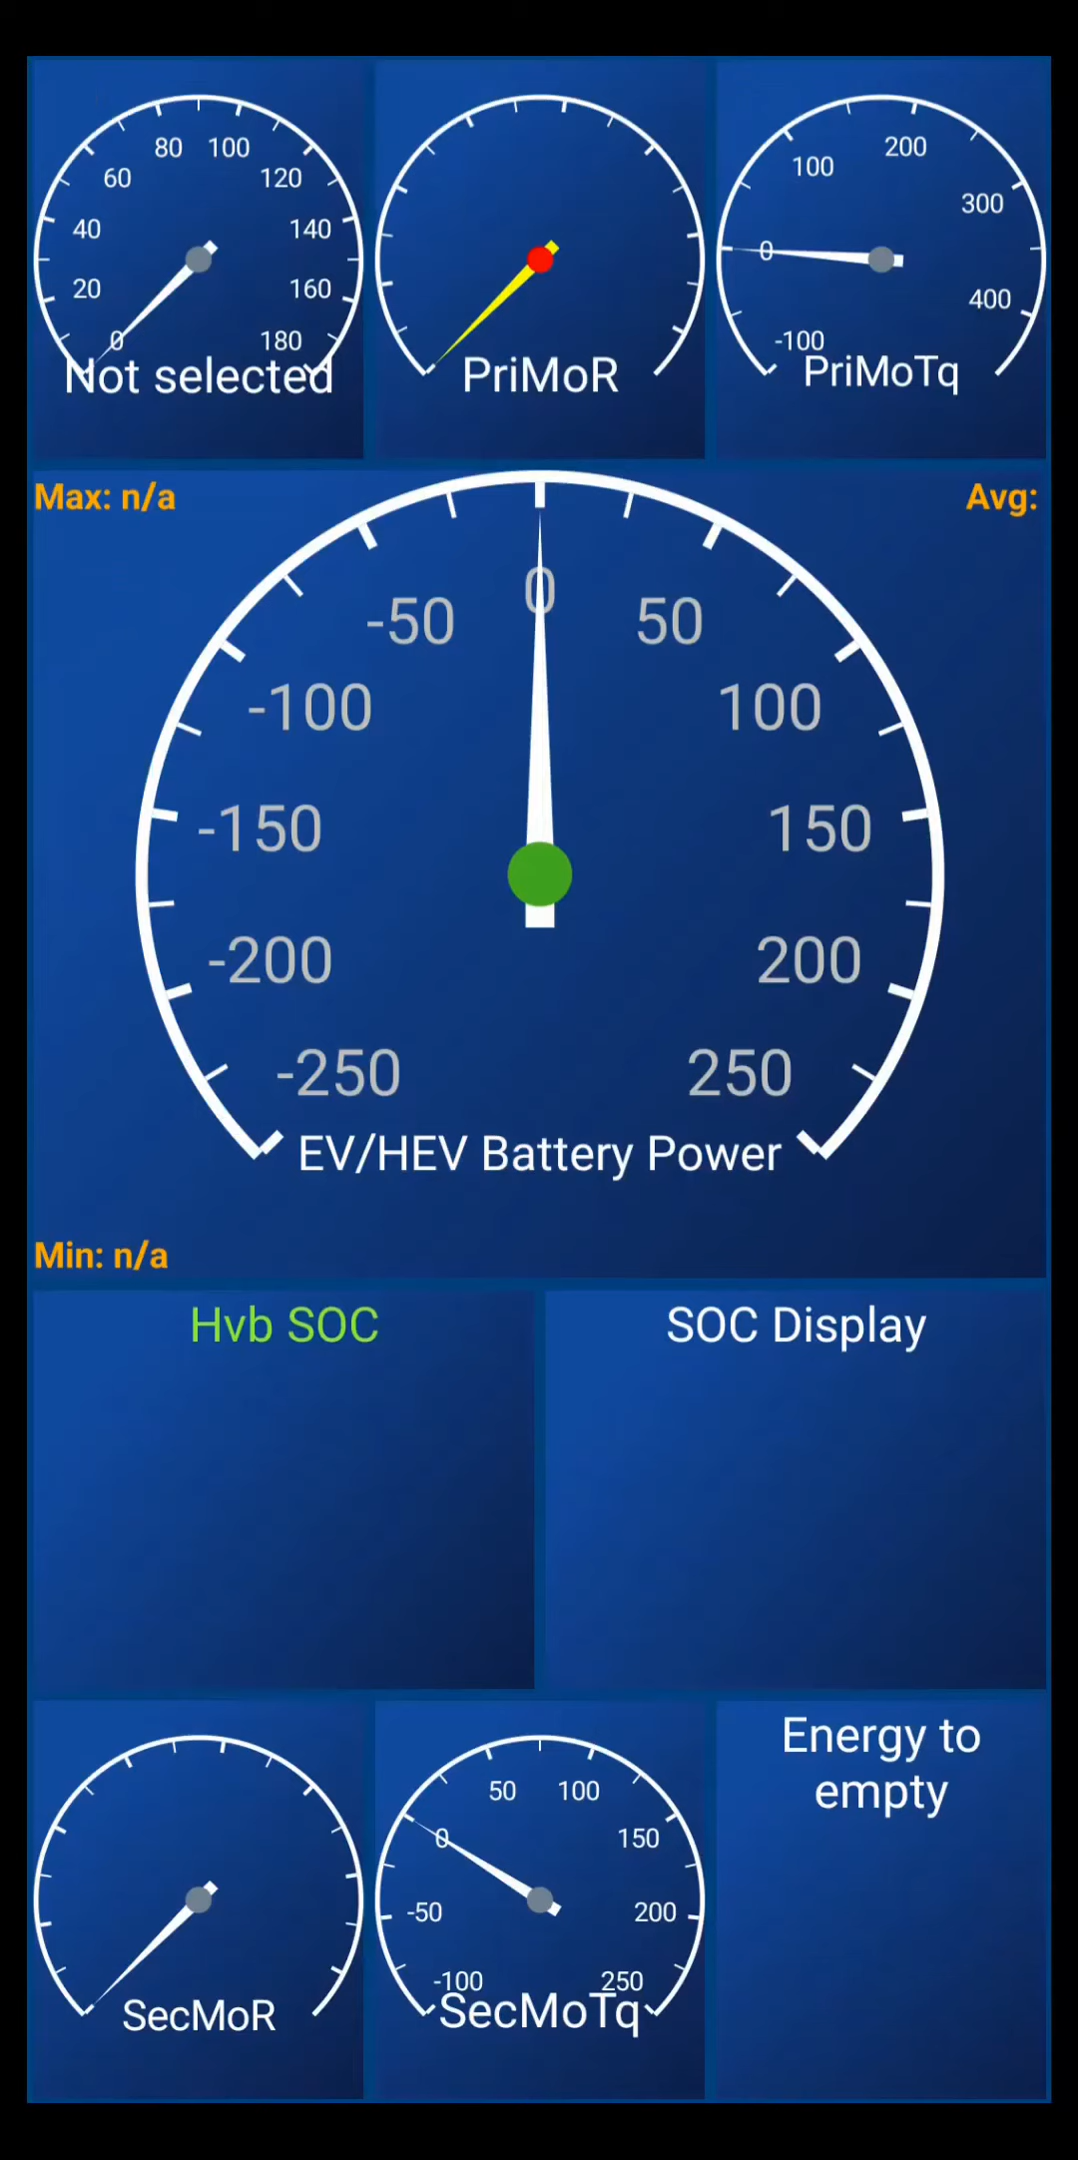 80 100
60 120
40 140
20 160
0 180
Not selected
PriMoR
200
100
300
0
400
-100
PriMoTq
Max: n/a
Avg:
0
-50 50
-100 100
-150 150
-200 200
-250 250
EV/HEV Battery Power
Min: n/a
Hvb SOC
SOC Display
SecMoR
50 100
0 150
-50 200
-100 250
SecMoTq
Energy to
empty